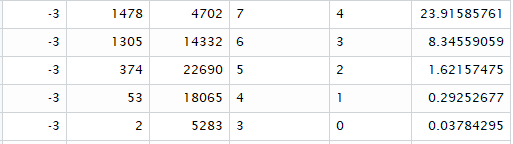 -3 1478 4702 7 4 23.91585761
-3 1305 14332 6 3 8.34559059
-3 374 22690 5 2 1.62157475
-3 53 18065 4 1 0.29252677
-3 2 5283 3 0 0.03784295